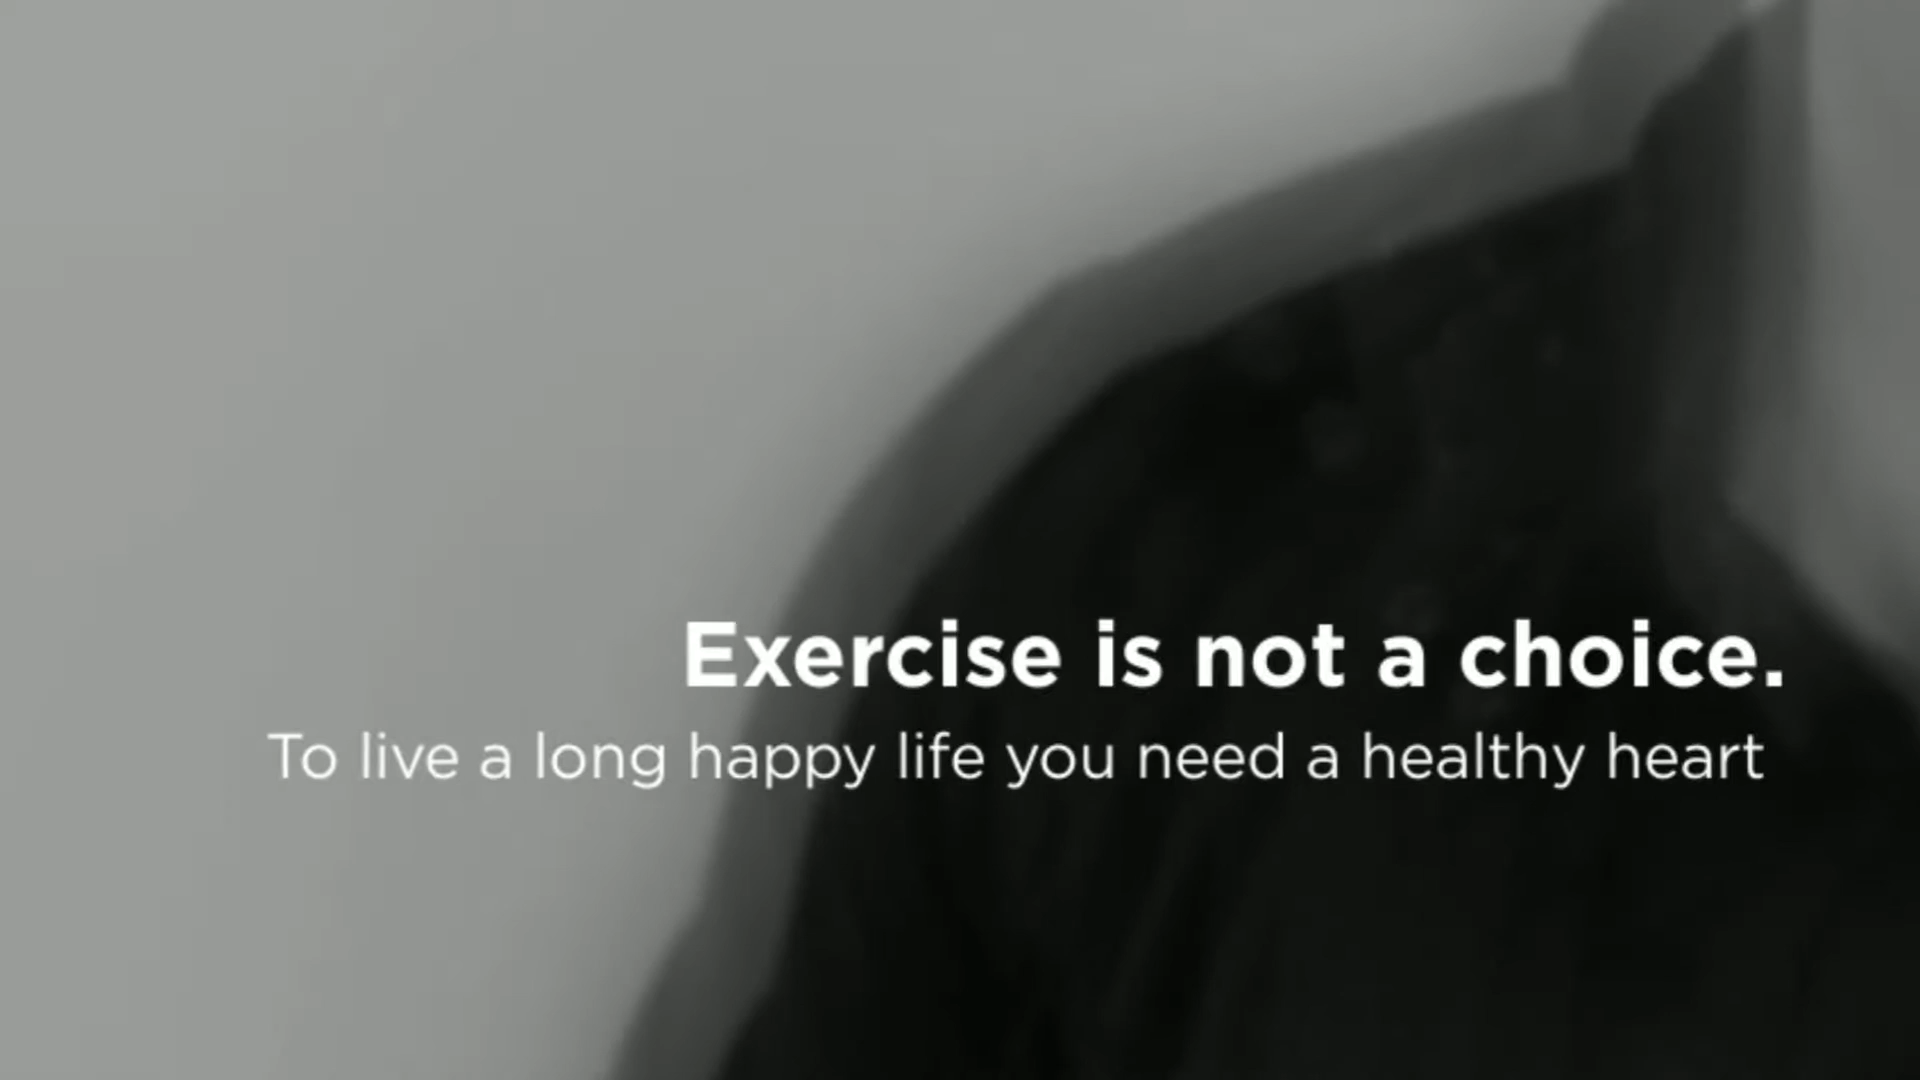 Exercise is not a choice.
To live a long happy life you need a healthy heart